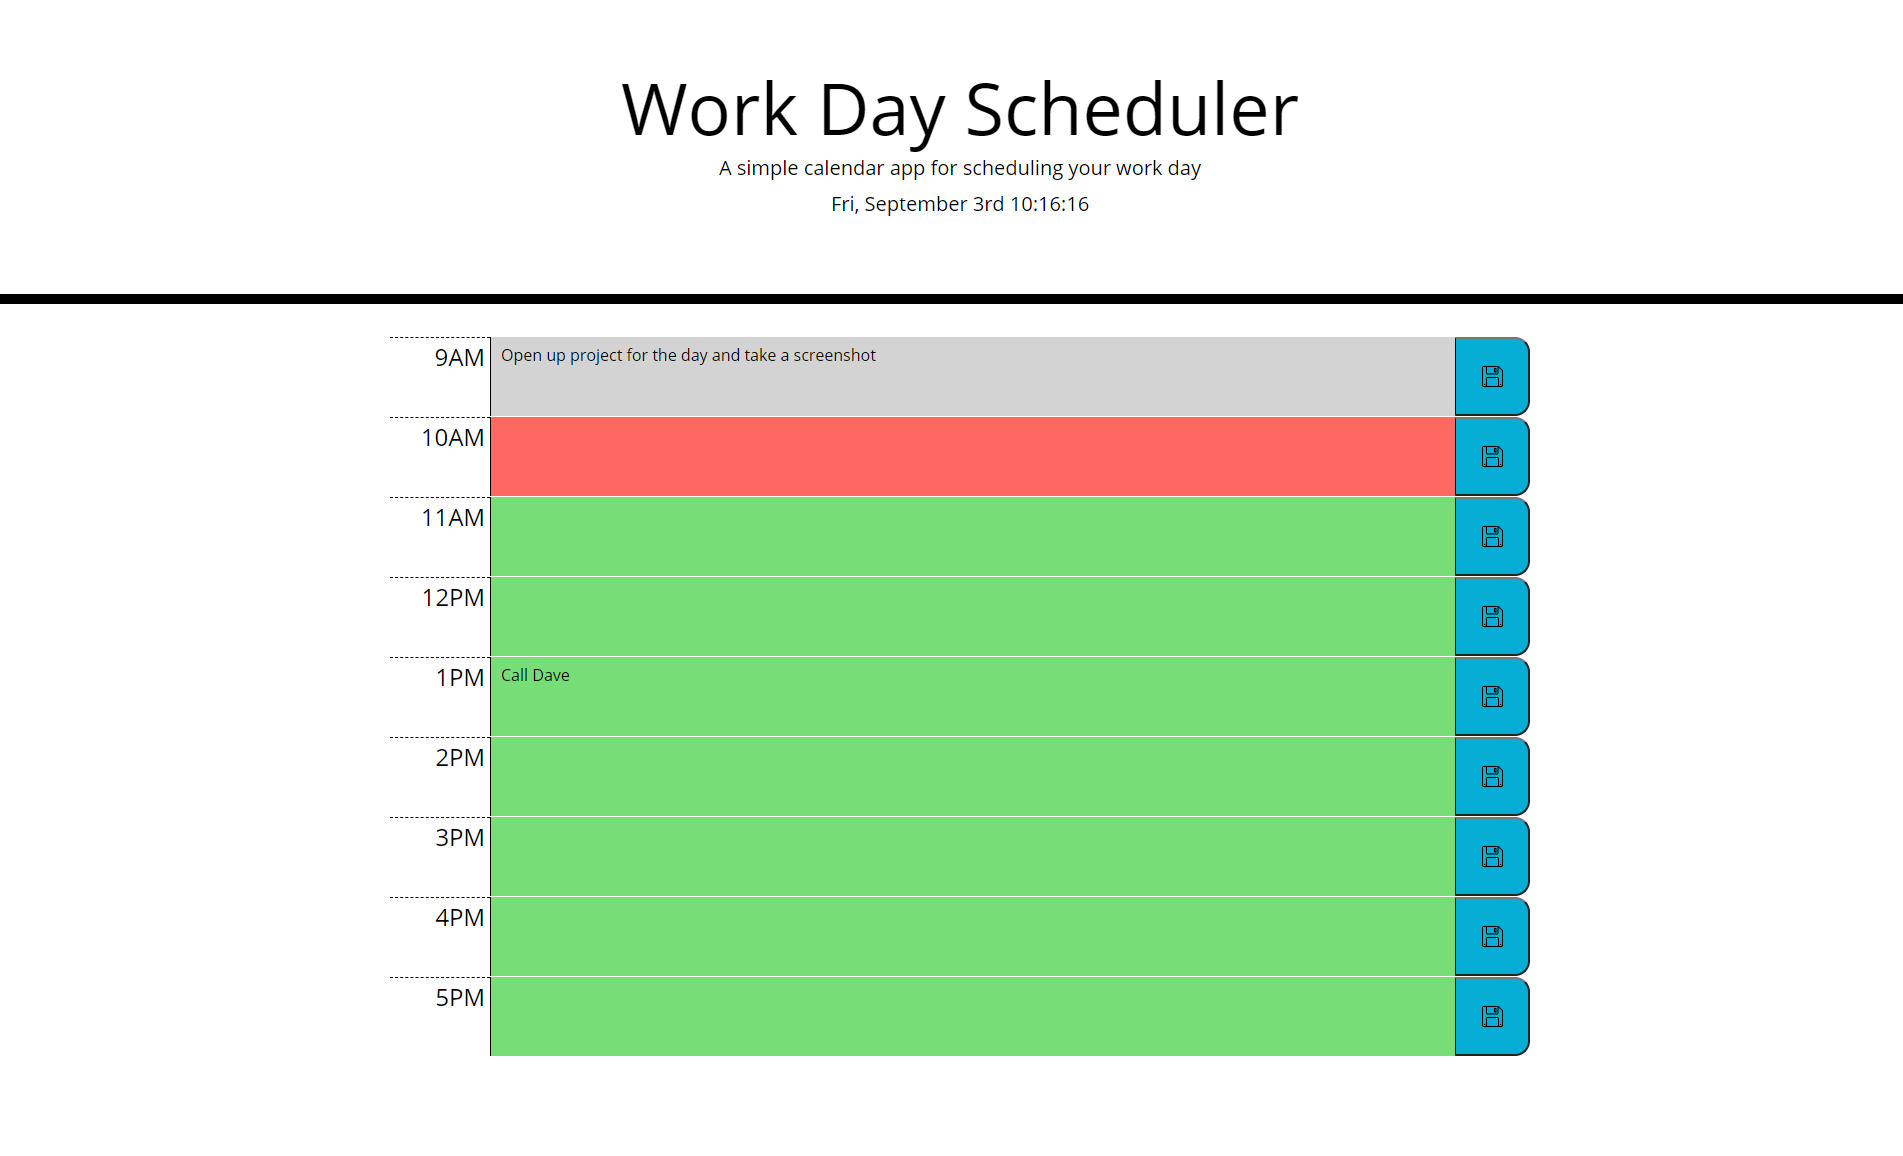 Work Day Scheduler
A simple calendar app for scheduling your work day
Fri, September 3rd 10:16:16
9AM Open up project for the day and take a screenshot
10AM
11AM
12PM
1PM Call Dave
2PM
3PM
4PM
5PM